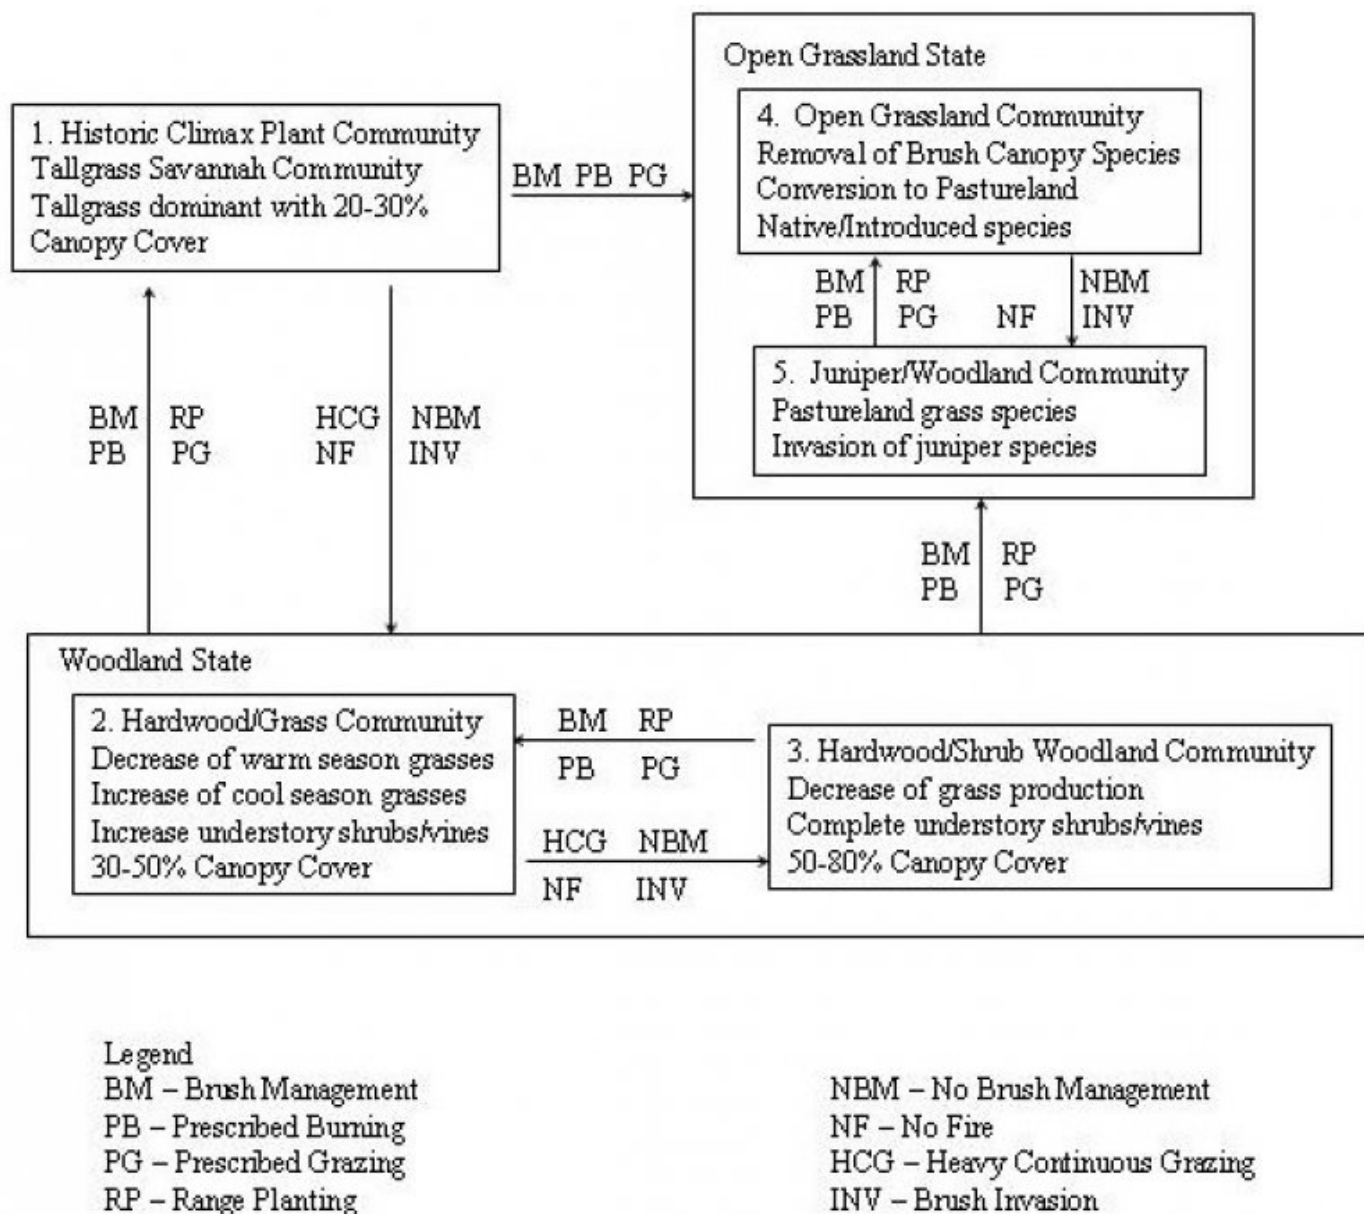 Open Grassland State
4. Open Grassland Community
Removal of Brush Canopy Species
Conversion to Pastureland
Native/Introduced species
1. Historic Climax Plant Community
Tallgrass Savannah Community
Tallgrass dominant with 20-30%
Canopy Cover
BM PB PG
BM RP
PB PG
NBM
NF INV
5. Juniper/Woodland Community
Pastureland grass species
Invasion of juniper species
BM RP
PB PG
HCG NBM
NF INV
BM RP
PB PG
Woodland State
2. Hardwood/Grass Community
Decrease of warm season grasses
Increase of cool season grasses
Increase understory shrubs/vines
30-50% Canopy Cover
BM RP
PB PG
HCG NBM
NF INV
3. Hardwood/Shrub Woodland Community
Decrease of grass production
Complete understory shrubs/vines
50-80% Canopy Cover
Legend
BM – Brush Management
PB – Prescribed Burning
PG – Prescribed Grazing
RP – Range Planting
NBM – No Brush Management
NF – No Fire
HCG – Heavy Continuous Grazing
INV – Brush Invasion